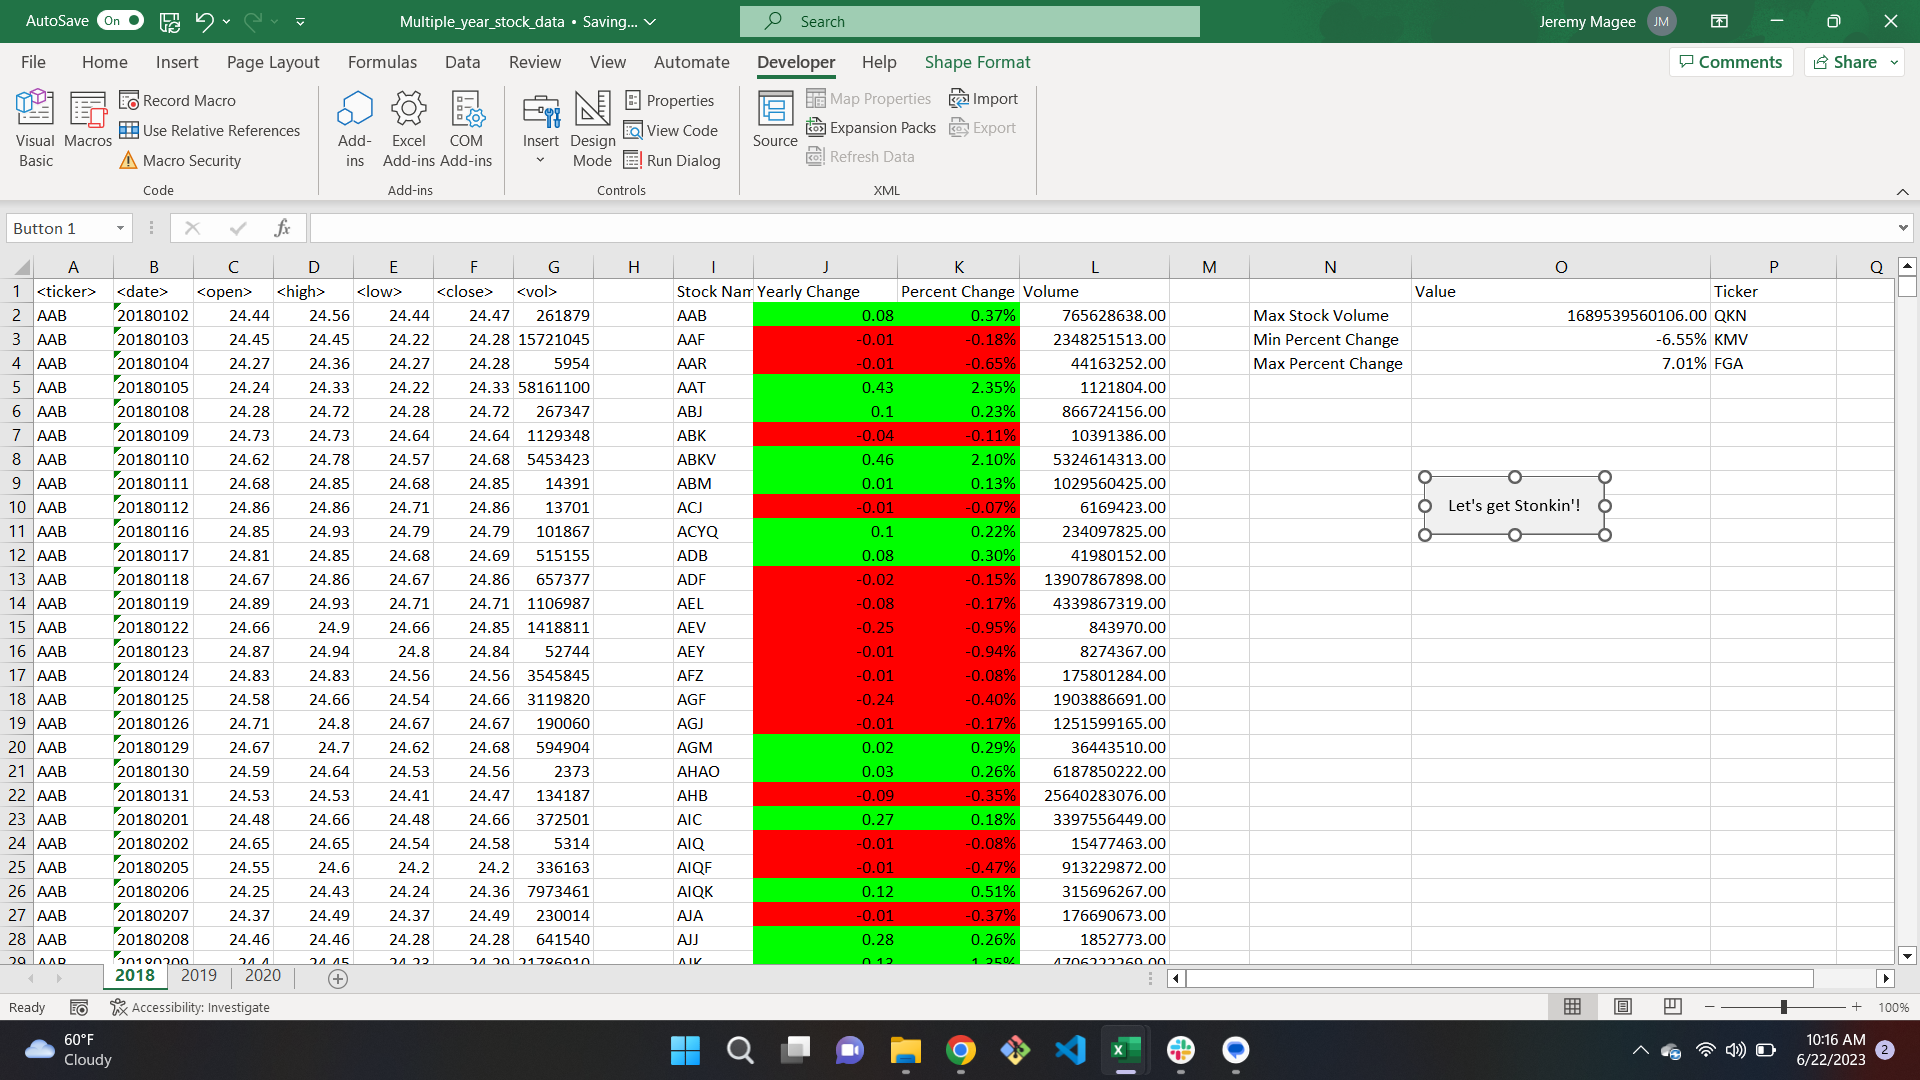 AutoSave On Multiple_year_stock_data • Saving... Search Jeremy Magee JM
File Home Insert Page Layout Formulas Data Review View Automate Developer Help Shape Format Comments Share
Visual Basic Macros Record Macro Use Relative References Macro Security Code
Add-ins Excel Add-ins COM Add-ins Add-ins
Insert Design Mode Properties View Code Run Dialog Controls
Source Map Properties Expansion Packs Refresh Data Import Export XML
Button 1 fx
A B C D E F G H I J K L M N O P Q
1 <ticker> <date> <open> <high> <low> <close> <vol> Stock Nam Yearly Change Percent Change Volume Value Ticker
2 AAB 20180102 24.44 24.56 24.44 24.47 261879 AAB 0.08 0.37% 765628638.00 Max Stock Volume 1689539560106.00 QKN
3 AAB 20180103 24.45 24.45 24.22 24.28 15721045 AAF -0.01 -0.18% 2348251513.00 Min Percent Change -6.55% KMV
4 AAB 20180104 24.27 24.36 24.27 24.28 5954 AAR -0.01 -0.65% 44163252.00 Max Percent Change 7.01% FGA
5 AAB 20180105 24.24 24.33 24.22 24.33 58161100 AAT 0.43 2.35% 1121804.00
6 AAB 20180108 24.28 24.72 24.28 24.72 267347 ABJ 0.1 0.23% 866724156.00
7 AAB 20180109 24.73 24.73 24.64 24.64 1129348 ABK -0.04 -0.11% 10391386.00
8 AAB 20180110 24.62 24.78 24.57 24.68 5453423 ABKV 0.46 2.10% 5324614313.00
9 AAB 20180111 24.68 24.85 24.68 24.85 14391 ABM 0.01 0.13% 1029560425.00
10 AAB 20180112 24.86 24.86 24.71 24.86 13701 ACJ -0.01 -0.07% 6169423.00 Let's get Stonkin'!
11 AAB 20180116 24.85 24.93 24.79 24.79 101867 ACYQ 0.1 0.22% 234097825.00
12 AAB 20180117 24.81 24.85 24.68 24.69 515155 ADB 0.08 0.30% 41980152.00
13 AAB 20180118 24.67 24.86 24.67 24.86 657377 ADF -0.02 -0.15% 13907867898.00
14 AAB 20180119 24.89 24.93 24.71 24.71 1106987 AEL -0.08 -0.17% 4339867319.00
15 AAB 20180122 24.66 24.9 24.66 24.85 1418811 AEV -0.25 -0.95% 843970.00
16 AAB 20180123 24.87 24.94 24.8 24.84 52744 AEY -0.01 -0.94% 8274367.00
17 AAB 20180124 24.83 24.83 24.56 24.56 3545845 AFZ -0.01 -0.08% 175801284.00
18 AAB 20180125 24.58 24.66 24.54 24.66 3119820 AGF -0.24 -0.40% 1903886691.00
19 AAB 20180126 24.71 24.8 24.67 24.67 190060 AGJ -0.01 -0.17% 1251599165.00
20 AAB 20180129 24.67 24.7 24.62 24.68 594904 AGM 0.02 0.29% 36443510.00
21 AAB 20180130 24.59 24.64 24.53 24.56 2373 AHAO 0.03 0.26% 6187850222.00
22 AAB 20180131 24.53 24.53 24.41 24.47 134187 AHB -0.09 -0.35% 25640283076.00
23 AAB 20180201 24.48 24.66 24.48 24.66 372501 AIC 0.27 0.18% 3397556449.00
24 AAB 20180202 24.65 24.65 24.54 24.58 5314 AIQ -0.01 -0.08% 15477463.00
25 AAB 20180205 24.55 24.6 24.2 24.2 336163 AIQF -0.01 -0.47% 913229872.00
26 AAB 20180206 24.25 24.43 24.24 24.36 7973461 AIQK 0.12 0.51% 315696267.00
27 AAB 20180207 24.37 24.49 24.37 24.49 230014 AJA -0.01 -0.37% 176690673.00
28 AAB 20180208 24.46 24.46 24.28 24.28 641540 AJJ 0.28 0.26% 1852773.00
29 AAB 20180209 24.4 24.45 24.23 24.29 21786910 AJK 0.13 1.35% 4706222269.00
2018 2019 2020
Ready Accessibility: Investigate 100%
60°F
Cloudy
10:16 AM
6/22/2023 2